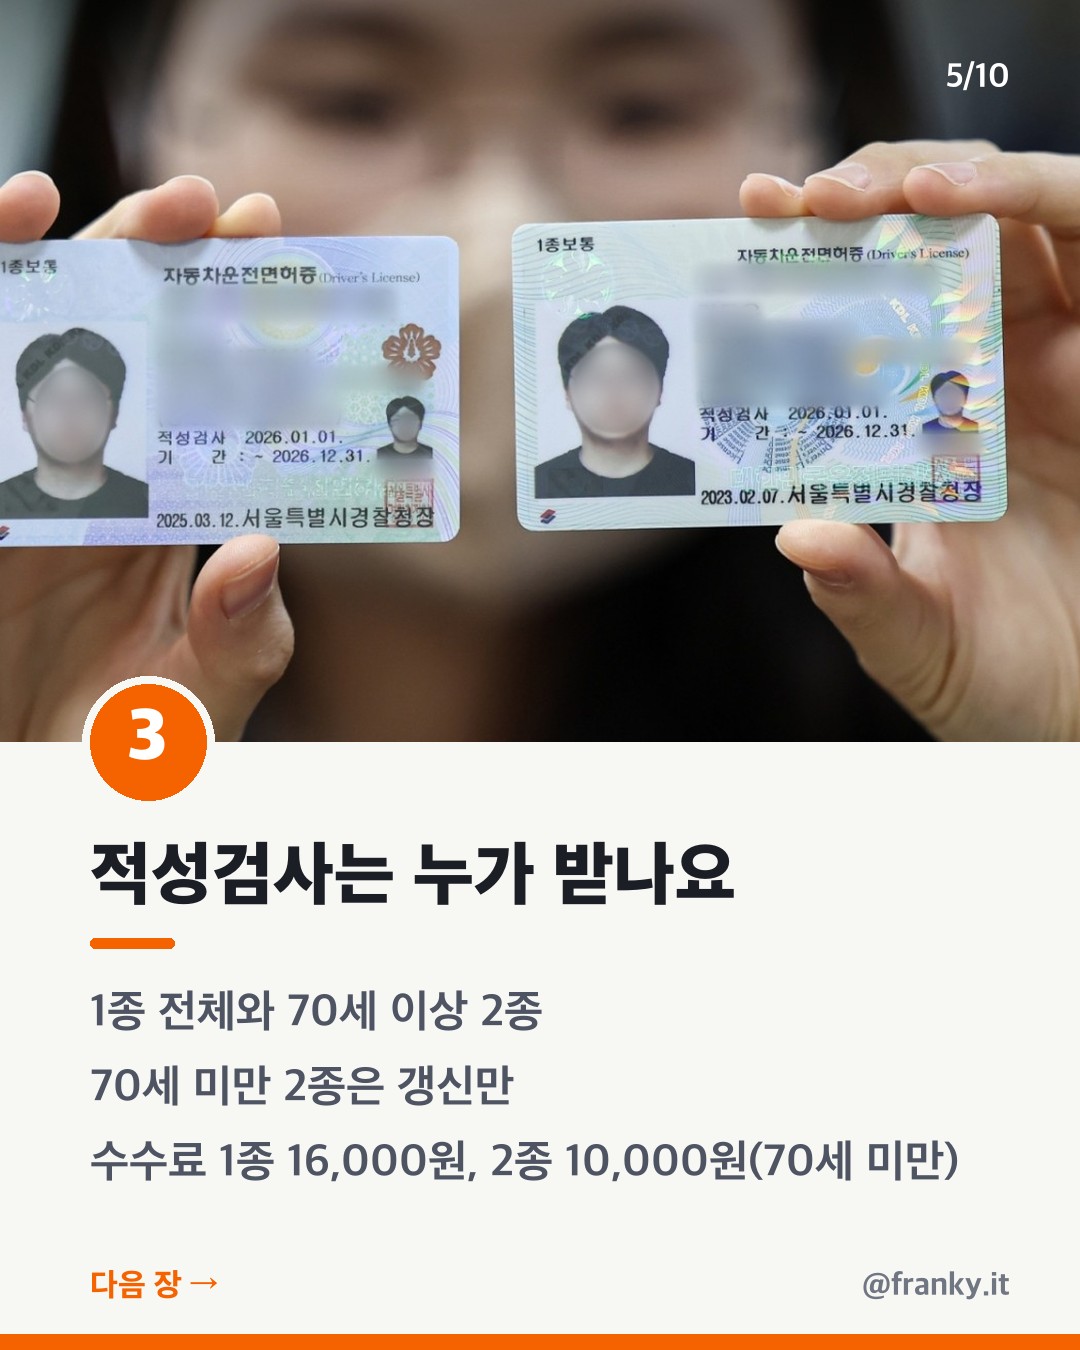 5/10
1종보통
자동차운전면허증(Driver's License)
적성검사 2026.01.01.
기 간 : ~ 2026.12.31.
2025.03.12.서울특별시경찰청장
1종보통
자동차운전면허증 (Driver's License)
적성검사 2026.01.01.
기 간 : ~ 2026.12.31.
2023.02.07.서울특별시경찰청장
3
적성검사는 누가 받나요
1종 전체와 70세 이상 2종
70세 미만 2종은 갱신만
수수료 1종 16,000원, 2종 10,000원(70세 미만)
다음 장 →
@franky.it